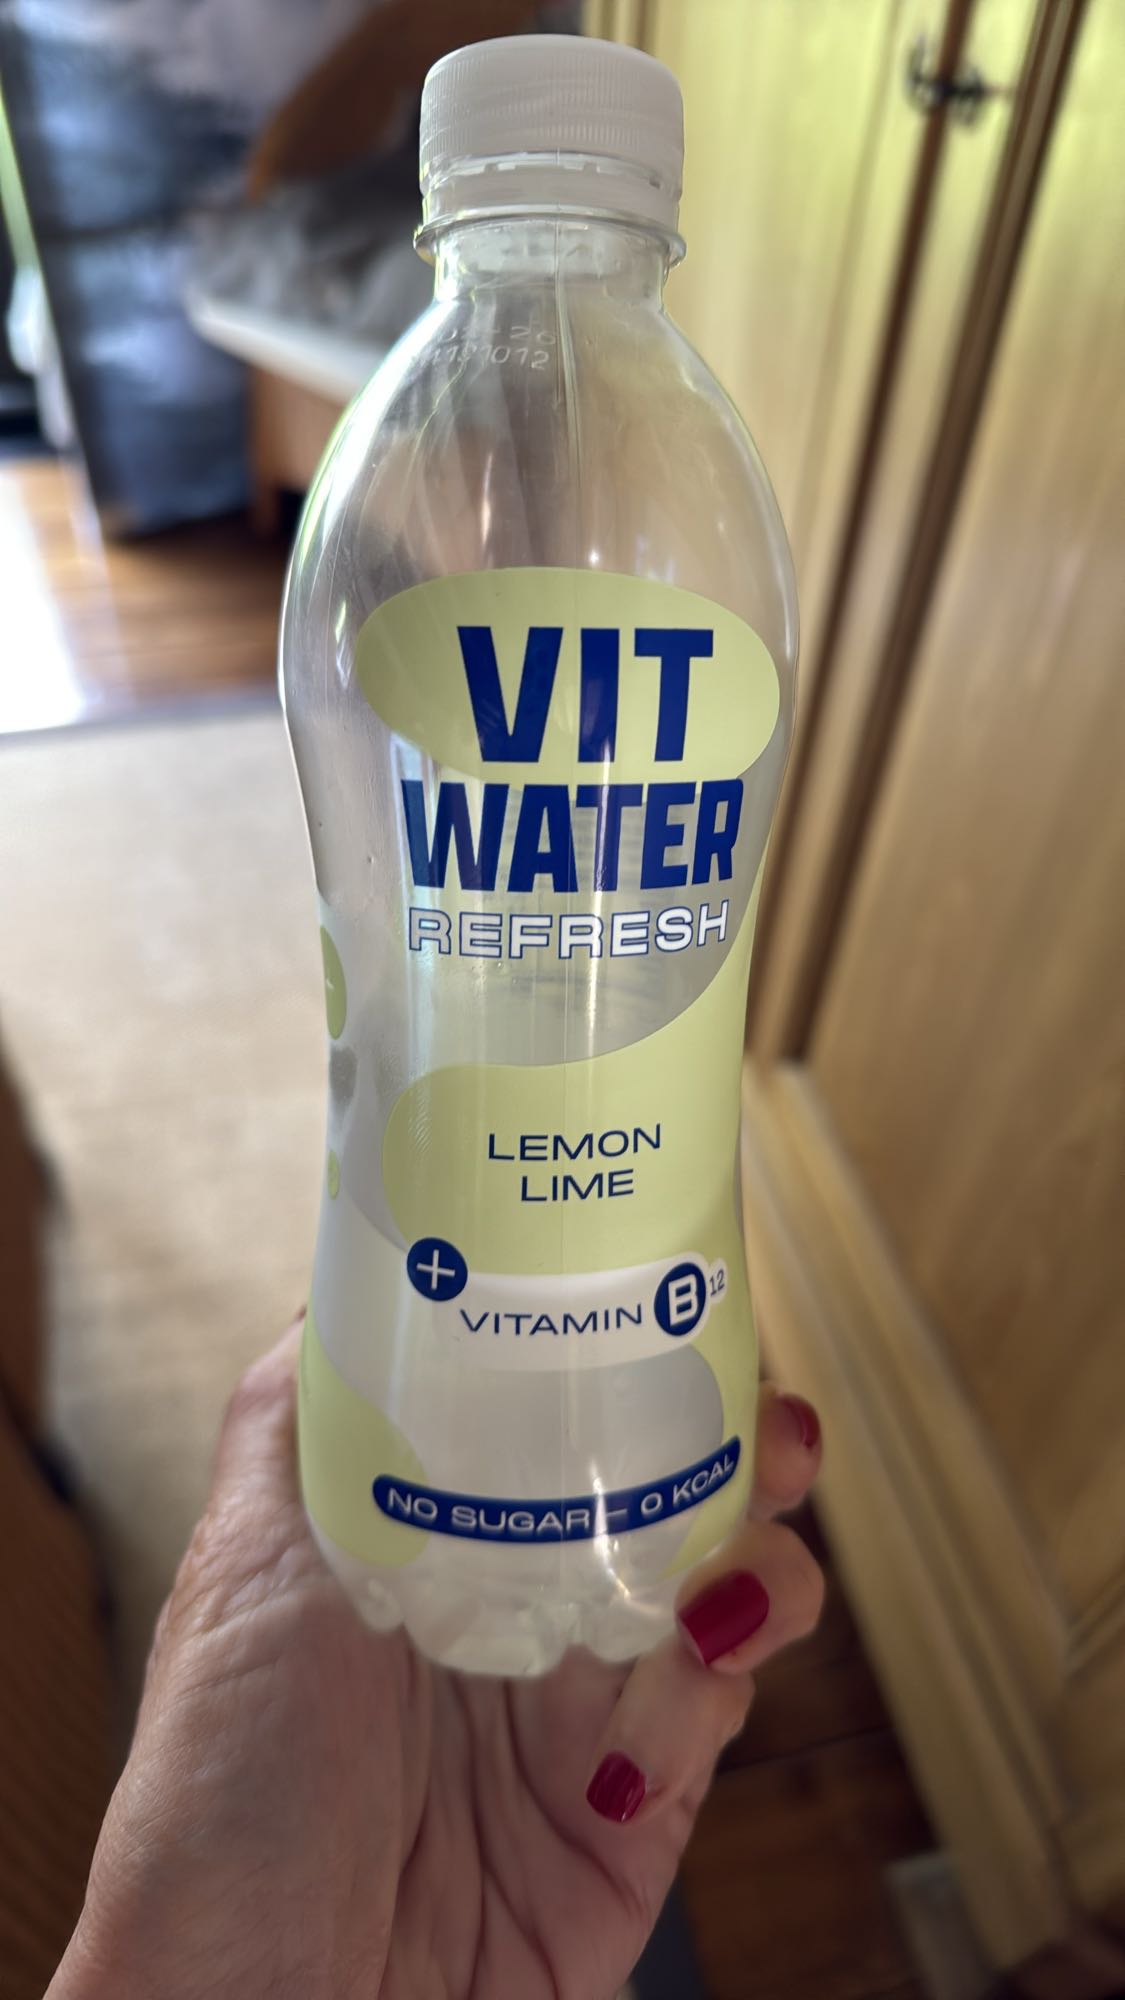 VIT
WATER
REFRESH
LEMON
LIME
+
VITAMIN B12
NO SUGAR – 0 KCAL